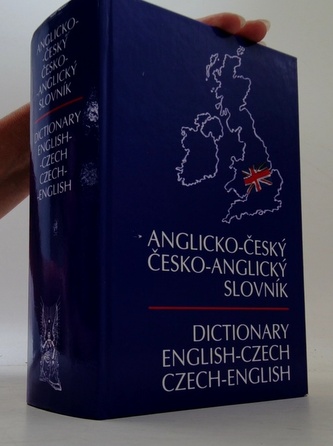 ANGLICKO-
ČESKÝ
ČESKO-
ANGLICKÝ
SLOVNÍK
DICTIONARY
ENGLISH-
CZECH
CZECH-
-ENGLISH
ANGLICKO-ČESKÝ
ČESKO-ANGLICKÝ
SLOVNÍK
DICTIONARY
ENGLISH-CZECH
CZECH-ENGLISH